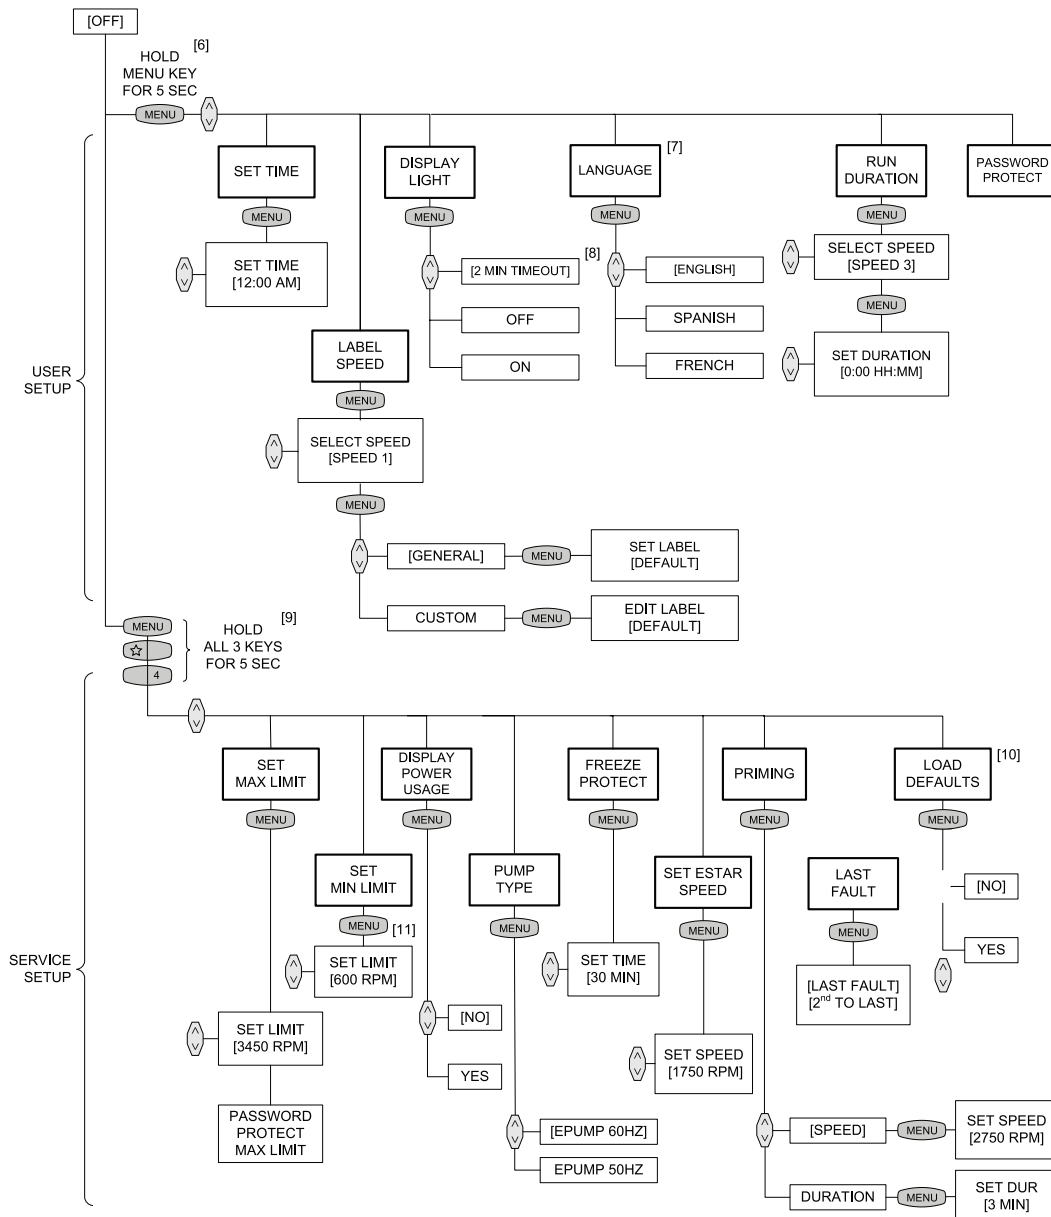 [OFF]
HOLD
MENU KEY
FOR 5 SEC
[6]
MENU
SET TIME
MENU
SET TIME
[12:00 AM]
LABEL
SPEED
MENU
SELECT SPEED
[SPEED 1]
MENU
[GENERAL]
MENU
SET LABEL
[DEFAULT]
CUSTOM
MENU
EDIT LABEL
[DEFAULT]
DISPLAY
LIGHT
MENU
[2 MIN TIMEOUT]
[8]
OFF
ON
LANGUAGE
[7]
MENU
[ENGLISH]
SPANISH
FRENCH
RUN
DURATION
MENU
SELECT SPEED
[SPEED 3]
MENU
SET DURATION
[0:00 HH:MM]
PASSWORD
PROTECT
USER
SETUP
MENU
4
HOLD
ALL 3 KEYS
FOR 5 SEC
[9]
SERVICE
SETUP
SET
MAX LIMIT
MENU
SET LIMIT
[3450 RPM]
PASSWORD
PROTECT
MAX LIMIT
SET
MIN LIMIT
MENU
[11]
SET LIMIT
[600 RPM]
DISPLAY
POWER
USAGE
MENU
[NO]
YES
PUMP
TYPE
MENU
[EPUMP 60HZ]
EPUMP 50HZ
FREEZE
PROTECT
MENU
SET TIME
[30 MIN]
SET ESTAR
SPEED
MENU
SET SPEED
[1750 RPM]
PRIMING
MENU
[SPEED]
MENU
SET SPEED
[2750 RPM]
DURATION
MENU
SET DUR
[3 MIN]
LAST
FAULT
MENU
[LAST FAULT]
[2nd TO LAST]
LOAD
DEFAULTS
[10]
MENU
[NO]
YES